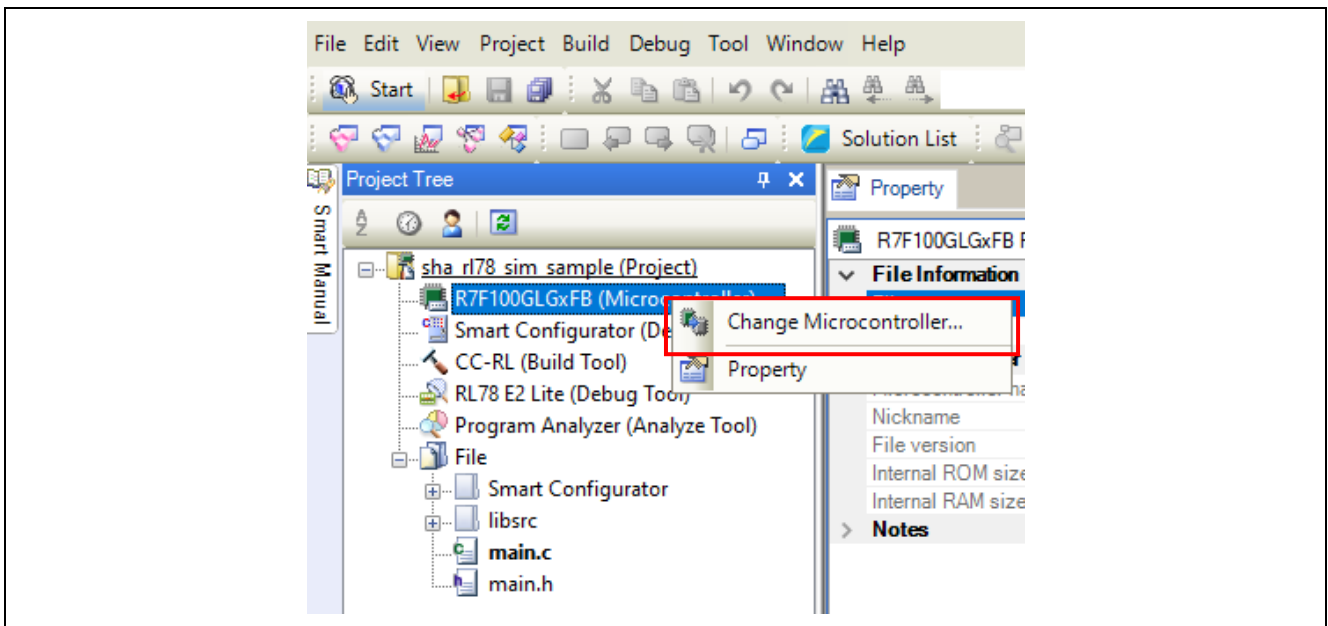 File Edit View Project Build Debug Tool Window Help
Start
Solution List
Smart Manual
Project Tree
sha_rl78_sim_sample (Project)
R7F100GLGxFB (Microcontroller)
Smart Configurator (De
CC-RL (Build Tool)
RL78 E2 Lite (Debug Tool)
Program Analyzer (Analyze Tool)
File
Smart Configurator
libsrc
main.c
main.h
Change Microcontroller...
Property
Property
R7F100GLGxFB
File Information
Nickname
File version
Internal ROM size
Internal RAM size
Notes